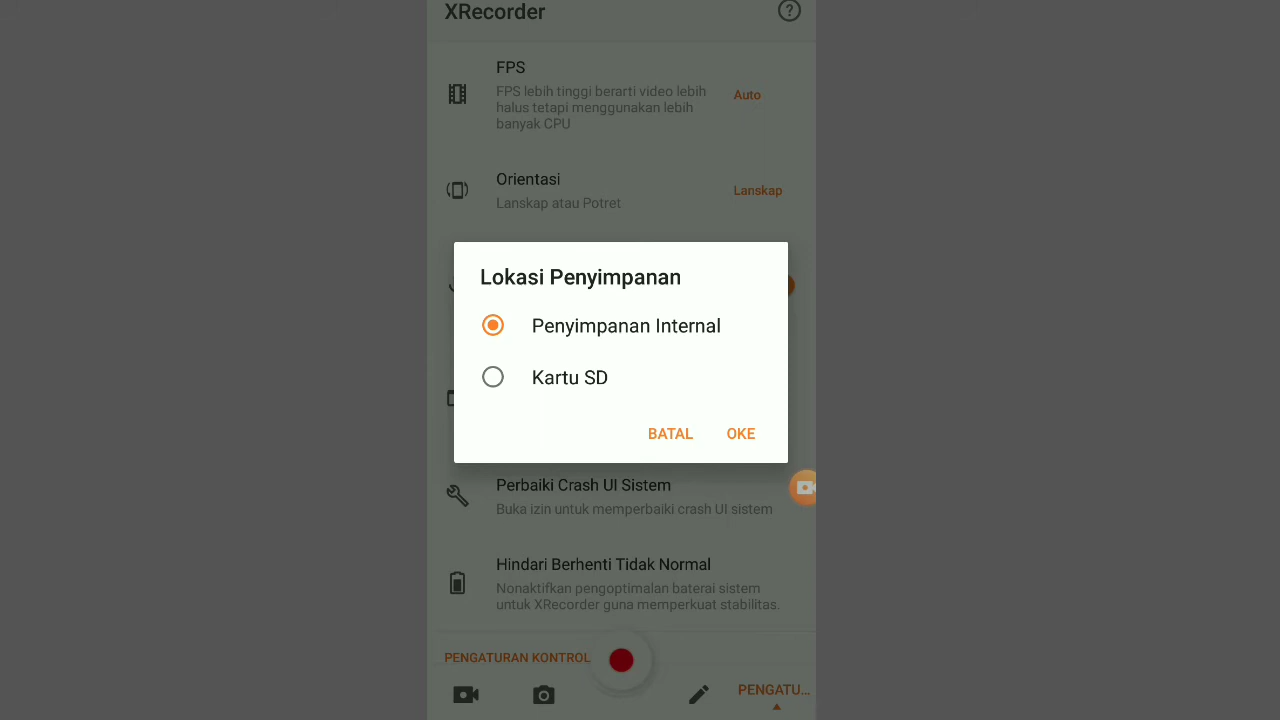 XRecorder
FPS
FPS lebih tinggi berarti video lebih
halus tetapi menggunakan lebih
banyak CPU
Auto
Orientasi
Lanskap atau Potret
Lanskap
Lokasi Penyimpanan
Penyimpanan Internal
Kartu SD
BATAL
OKE
Perbaiki Crash UI Sistem
Buka izin untuk memperbaiki crash UI sistem
Hindari Berhenti Tidak Normal
Nonaktifkan pengoptimalan baterai sistem
untuk XRecorder guna memperkuat stabilitas.
PENGATURAN KONTROL
PENGATU...